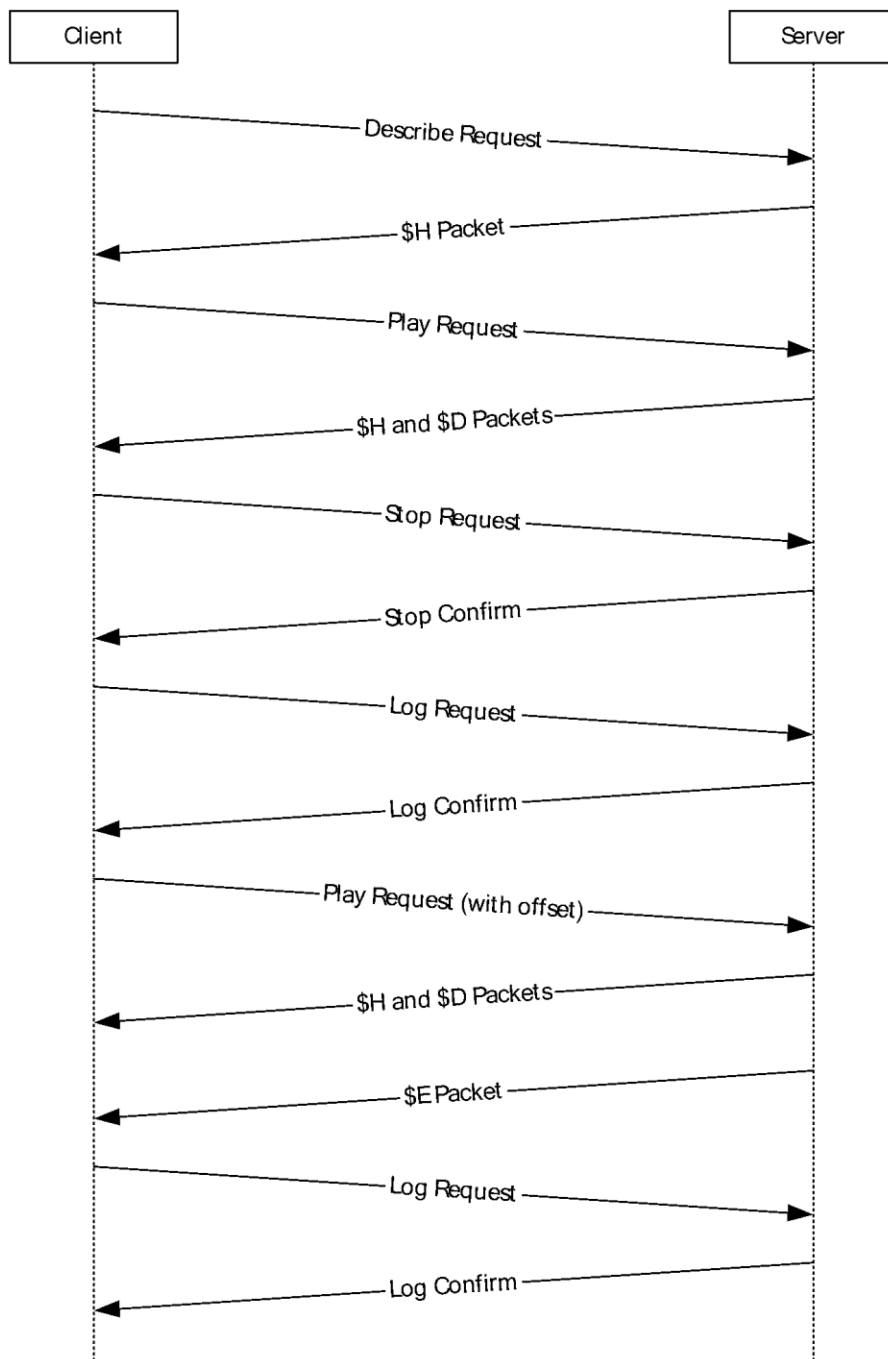 Client
Server
Describe Request
$H Packet
Play Request
$H and $D Packets
Stop Request
Stop Confirm
Log Request
Log Confirm
Play Request (with offset)
$H and $D Packets
$E Packet
Log Request
Log Confirm